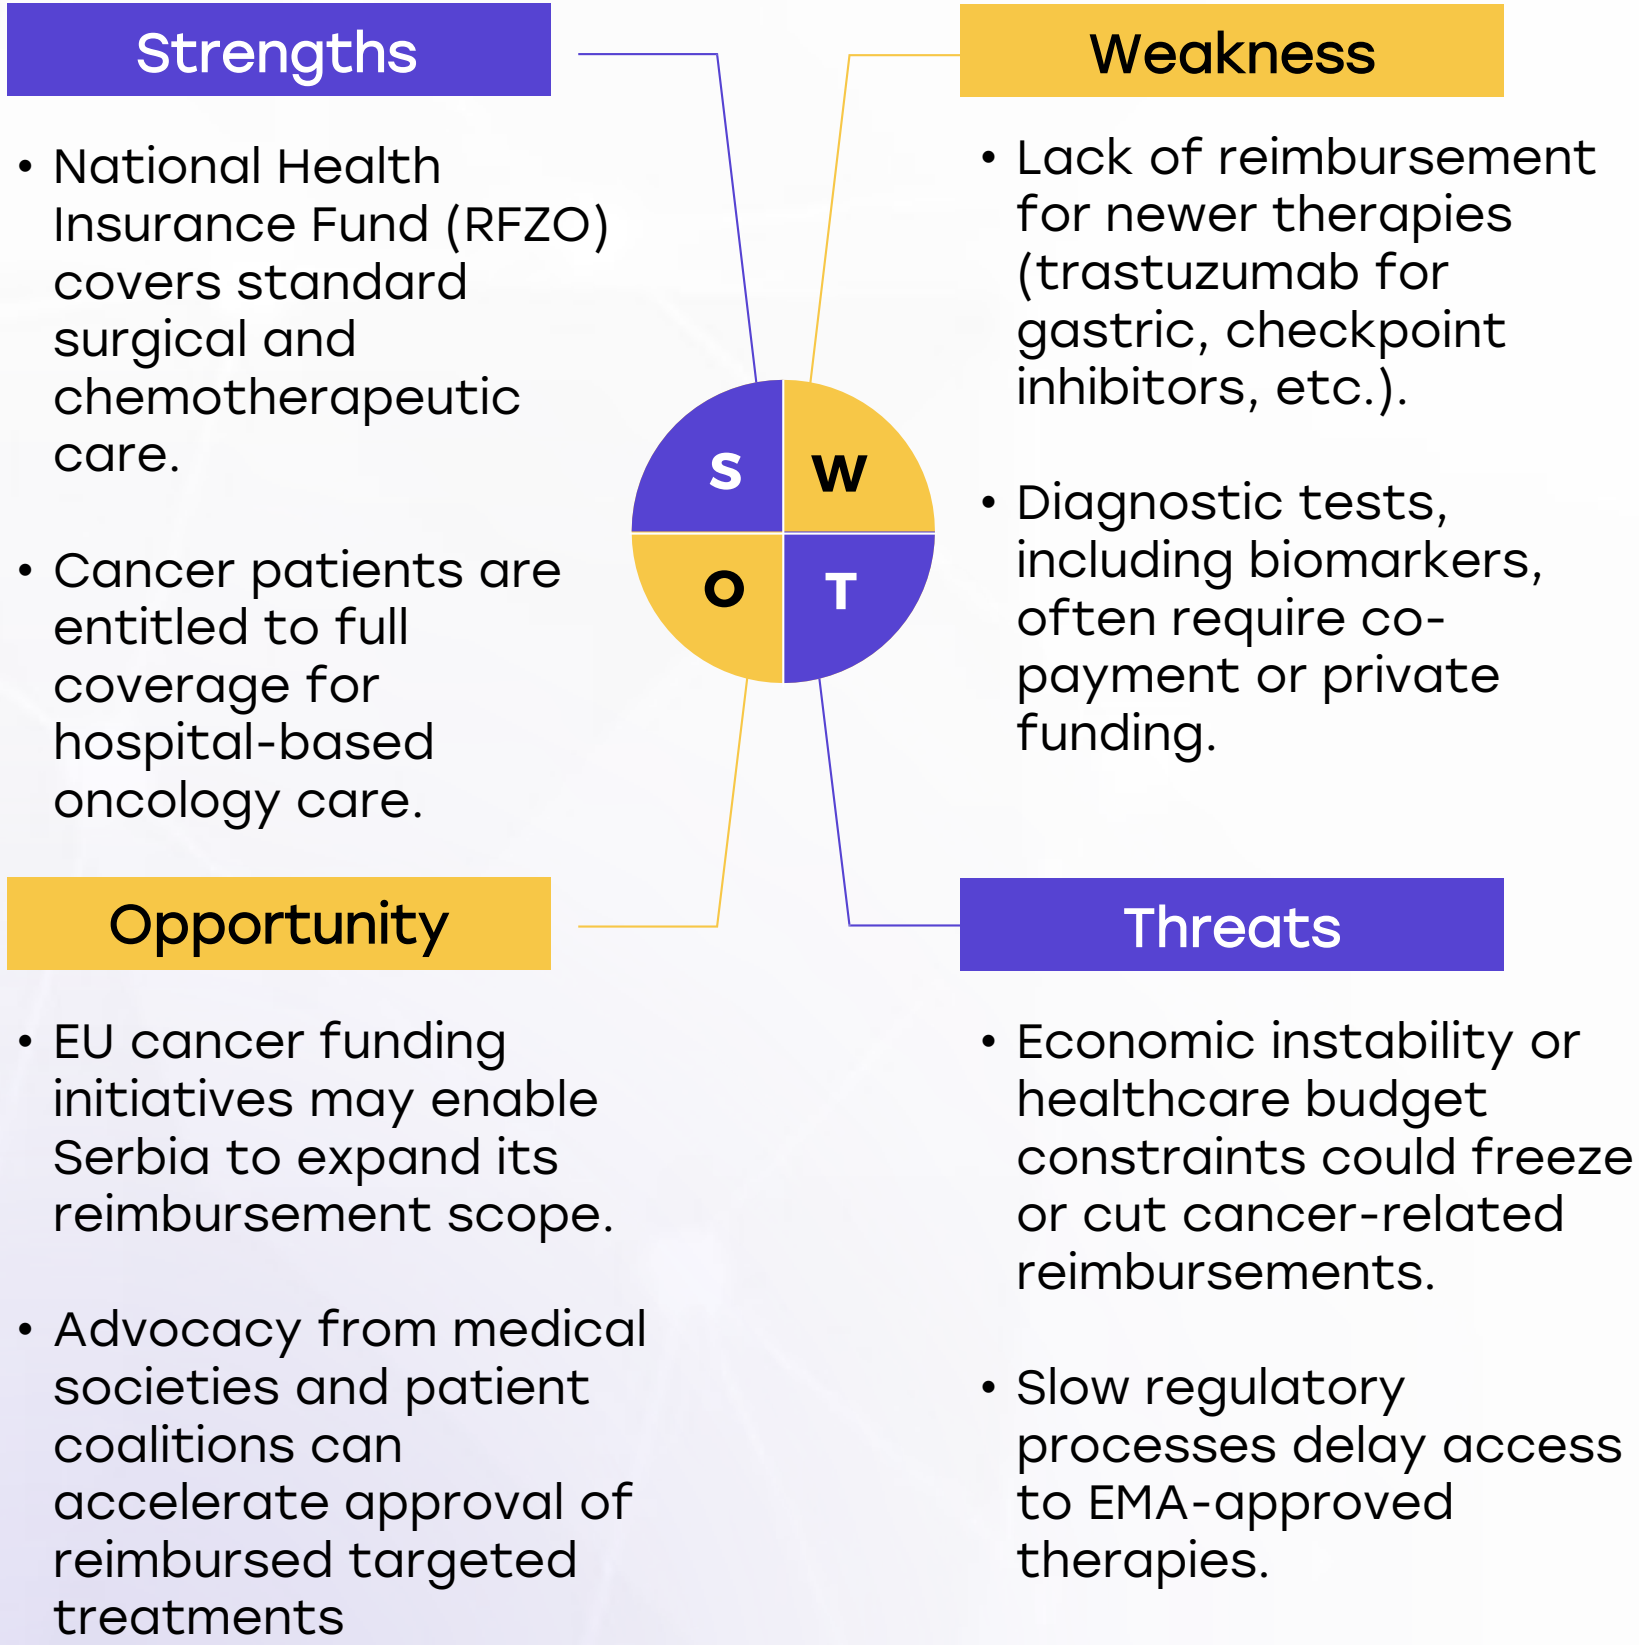 Strengths
• National Health
Insurance Fund (RFZO)
covers standard
surgical and
chemotherapeutic
care.
• Cancer patients are
entitled to full
coverage for
hospital-based
oncology care.
Weakness
• Lack of reimbursement
for newer therapies
(trastuzumab for
gastric, checkpoint
inhibitors, etc.).
• Diagnostic tests,
including biomarkers,
often require co-
payment or private
funding.
S W
O T
Opportunity
• EU cancer funding
initiatives may enable
Serbia to expand its
reimbursement scope.
• Advocacy from medical
societies and patient
coalitions can
accelerate approval of
reimbursed targeted
treatments
Threats
• Economic instability or
healthcare budget
constraints could freeze
or cut cancer-related
reimbursements.
• Slow regulatory
processes delay access
to EMA-approved
therapies.